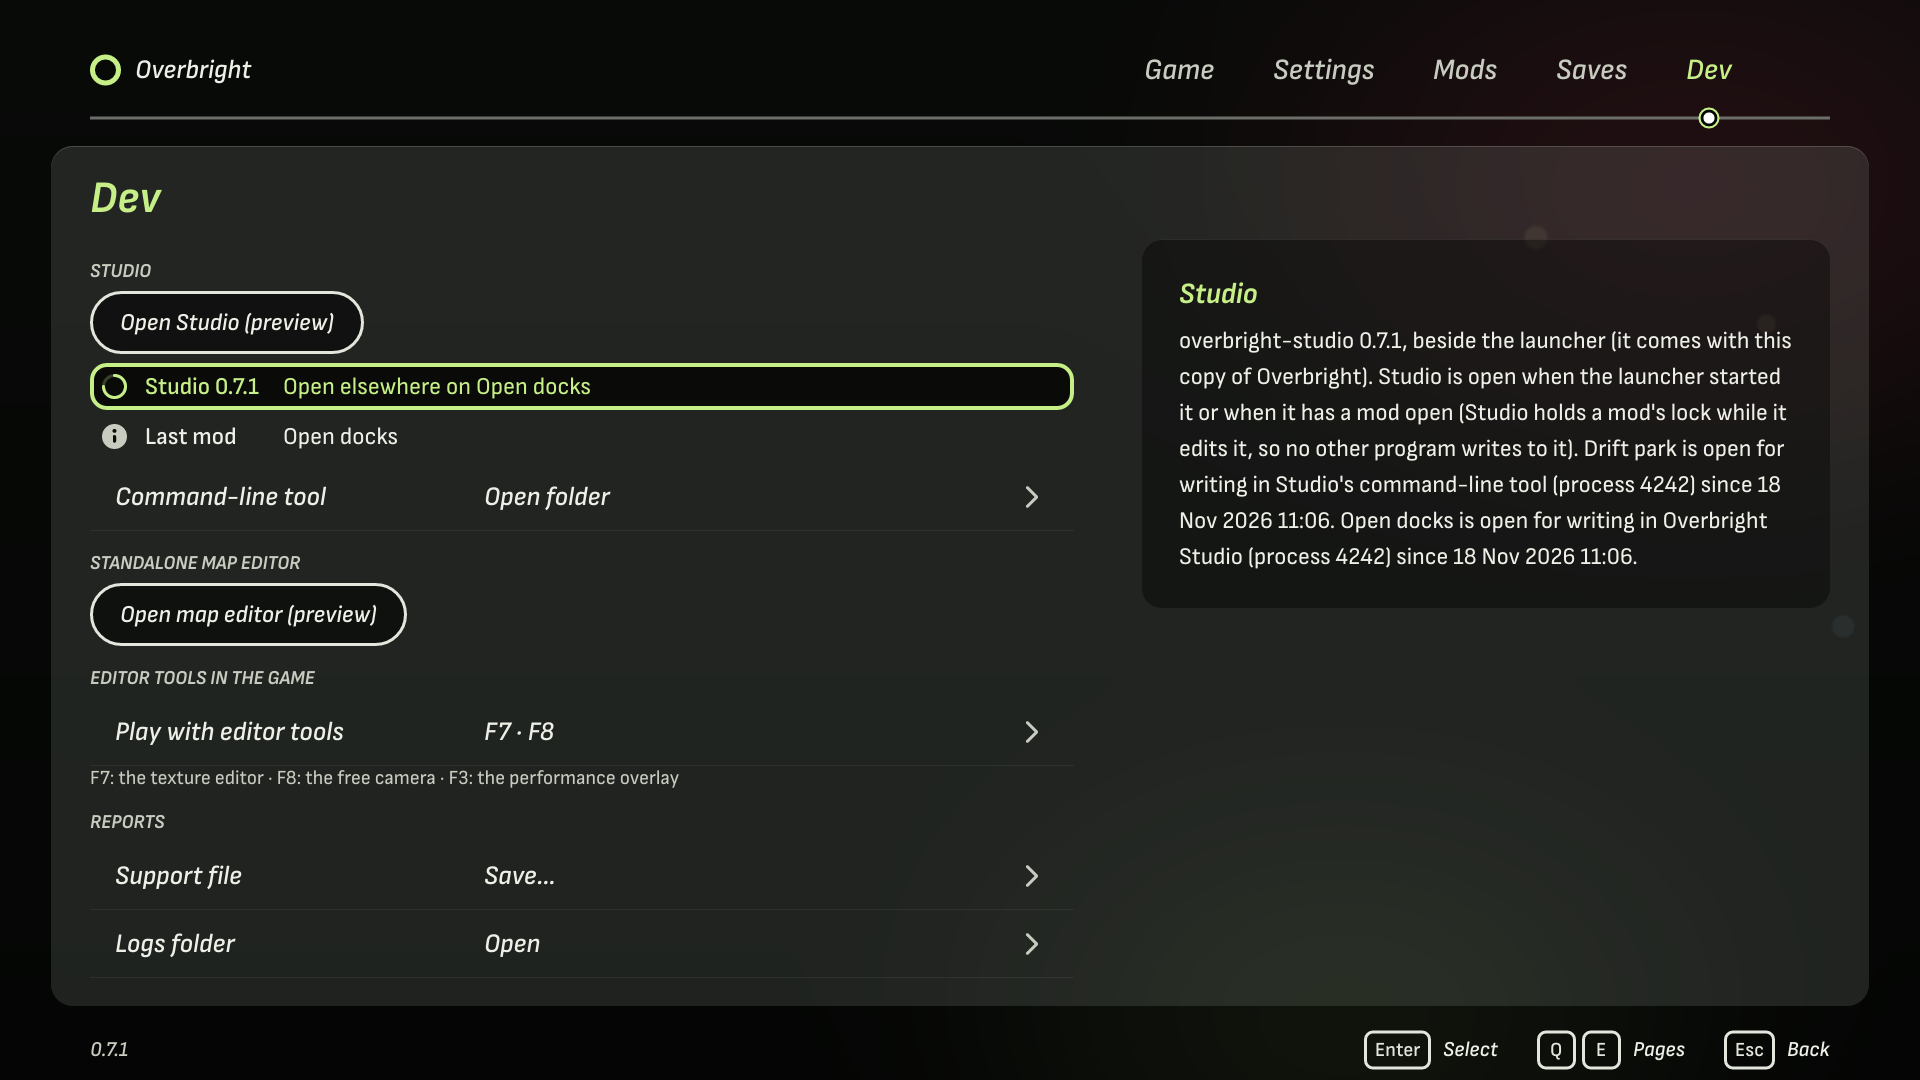 Overbright
Game Settings Mods Saves Dev
Dev
STUDIO
Open Studio (preview)
Studio 0.7.1 Open elsewhere on Open docks
Last mod Open docks
Command-line tool Open folder
STANDALONE MAP EDITOR
Open map editor (preview)
EDITOR TOOLS IN THE GAME
Play with editor tools F7 · F8
F7: the texture editor · F8: the free camera · F3: the performance overlay
REPORTS
Support file Save...
Logs folder Open
Studio
overbright-studio 0.7.1, beside the launcher (it comes with this
copy of Overbright). Studio is open when the launcher started
it or when it has a mod open (Studio holds a mod's lock while it
edits it, so no other program writes to it). Drift park is open for
writing in Studio's command-line tool (process 4242) since 18
Nov 2026 11:06. Open docks is open for writing in Overbright
Studio (process 4242) since 18 Nov 2026 11:06.
0.7.1
Enter Select Q E Pages Esc Back